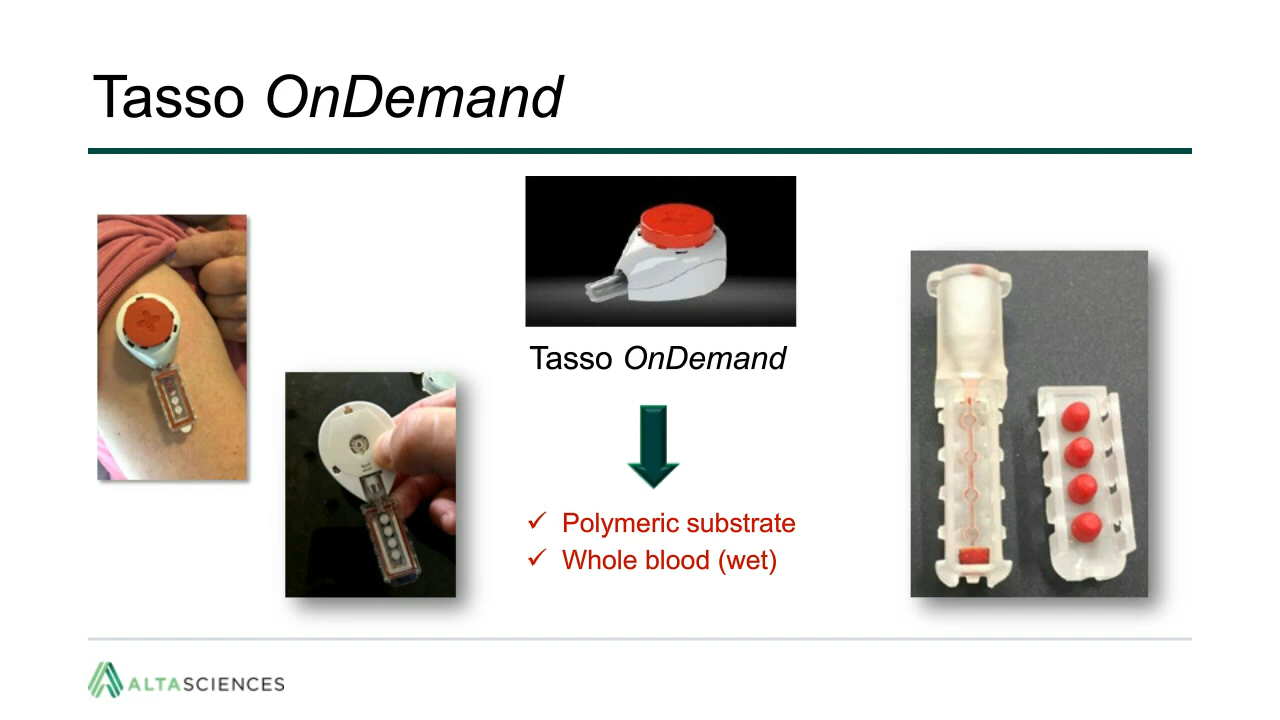 Tasso OnDemand
Tasso OnDemand
✓ Polymeric substrate
✓ Whole blood (wet)
ALTASCIENCES